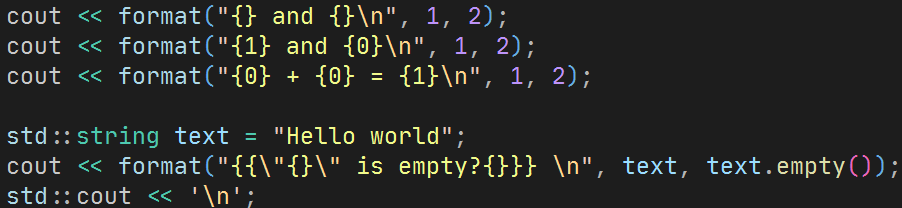 cout << format("{} and {}\n", 1, 2);
cout << format("{1} and {0}\n", 1, 2);
cout << format("{0} + {0} = {1}\n", 1, 2);
std::string text = "Hello world";
cout << format("{{\"{}\" is empty?{}}} \n", text, text.empty());
std::cout << '\n';